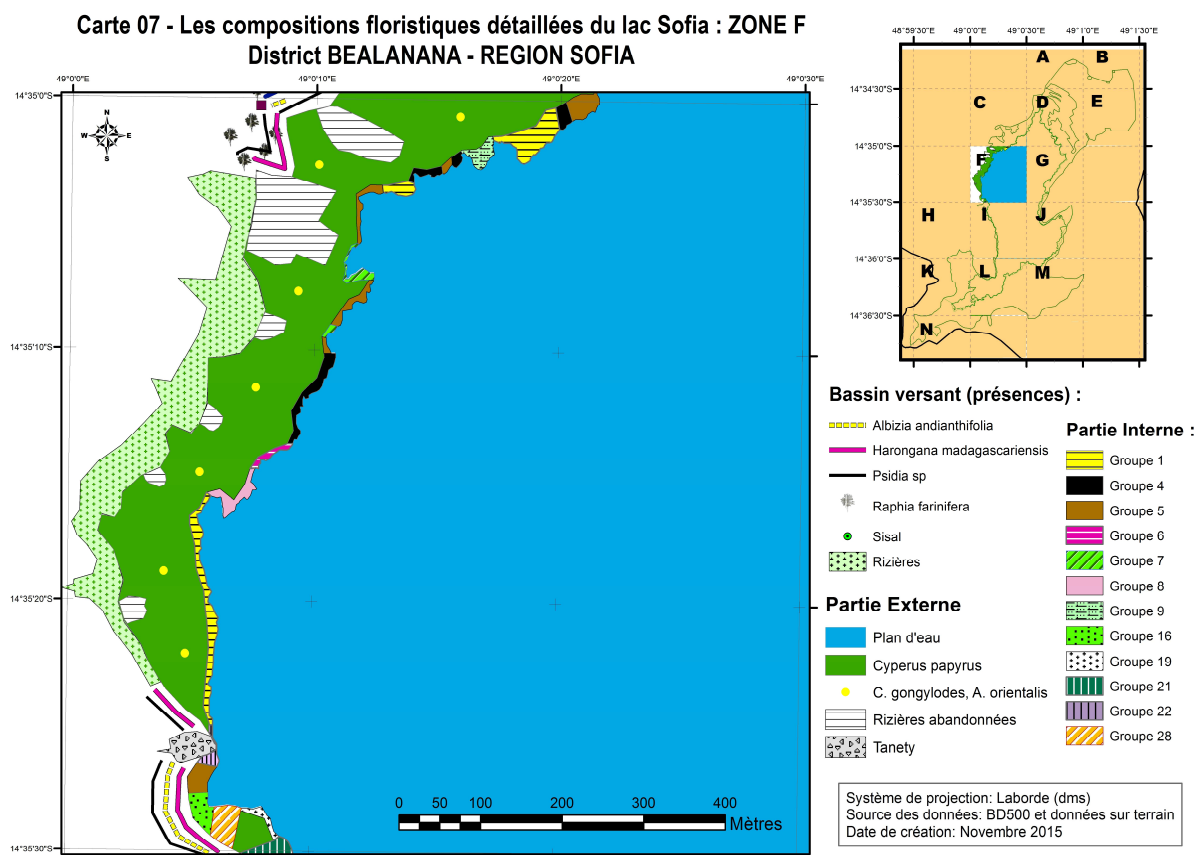 Carte 07 - Les compositions floristiques détaillées du lac Sofia : ZONE F
District BEALANANA - REGION SOFIA
49°0'0"E
49°0'10"E
49°0'20"E
49°0'30"E
14°35'0"S
14°35'10"S
14°35'20"S
14°35'30"S
N
W
E
S
0 50 100 200 300 400
Mètres
48°59'30"E
49°0'0"E
49°0'30"E
49°1'0"E
49°1'30"E
14°34'30"S
14°35'0"S
14°35'30"S
14°36'0"S
14°36'30"S
A B
C D E
F G
H I J
K L M
N
Bassin versant (présences) :
Albizia andianthifolia
Harongana madagascariensis
Psidia sp
Raphia farinifera
Sisal
Rizières
Partie Externe
Plan d'eau
Cyperus papyrus
C. gongylodes, A. orientalis
Rizières abandonnées
Tanety
Partie Interne :
Groupe 1
Groupe 4
Groupe 5
Groupe 6
Groupe 7
Groupe 8
Groupe 9
Groupe 16
Groupe 19
Groupe 21
Groupe 22
Groupe 28
Système de projection: Laborde (dms)
Source des données: BD500 et données sur terrain
Date de création: Novembre 2015